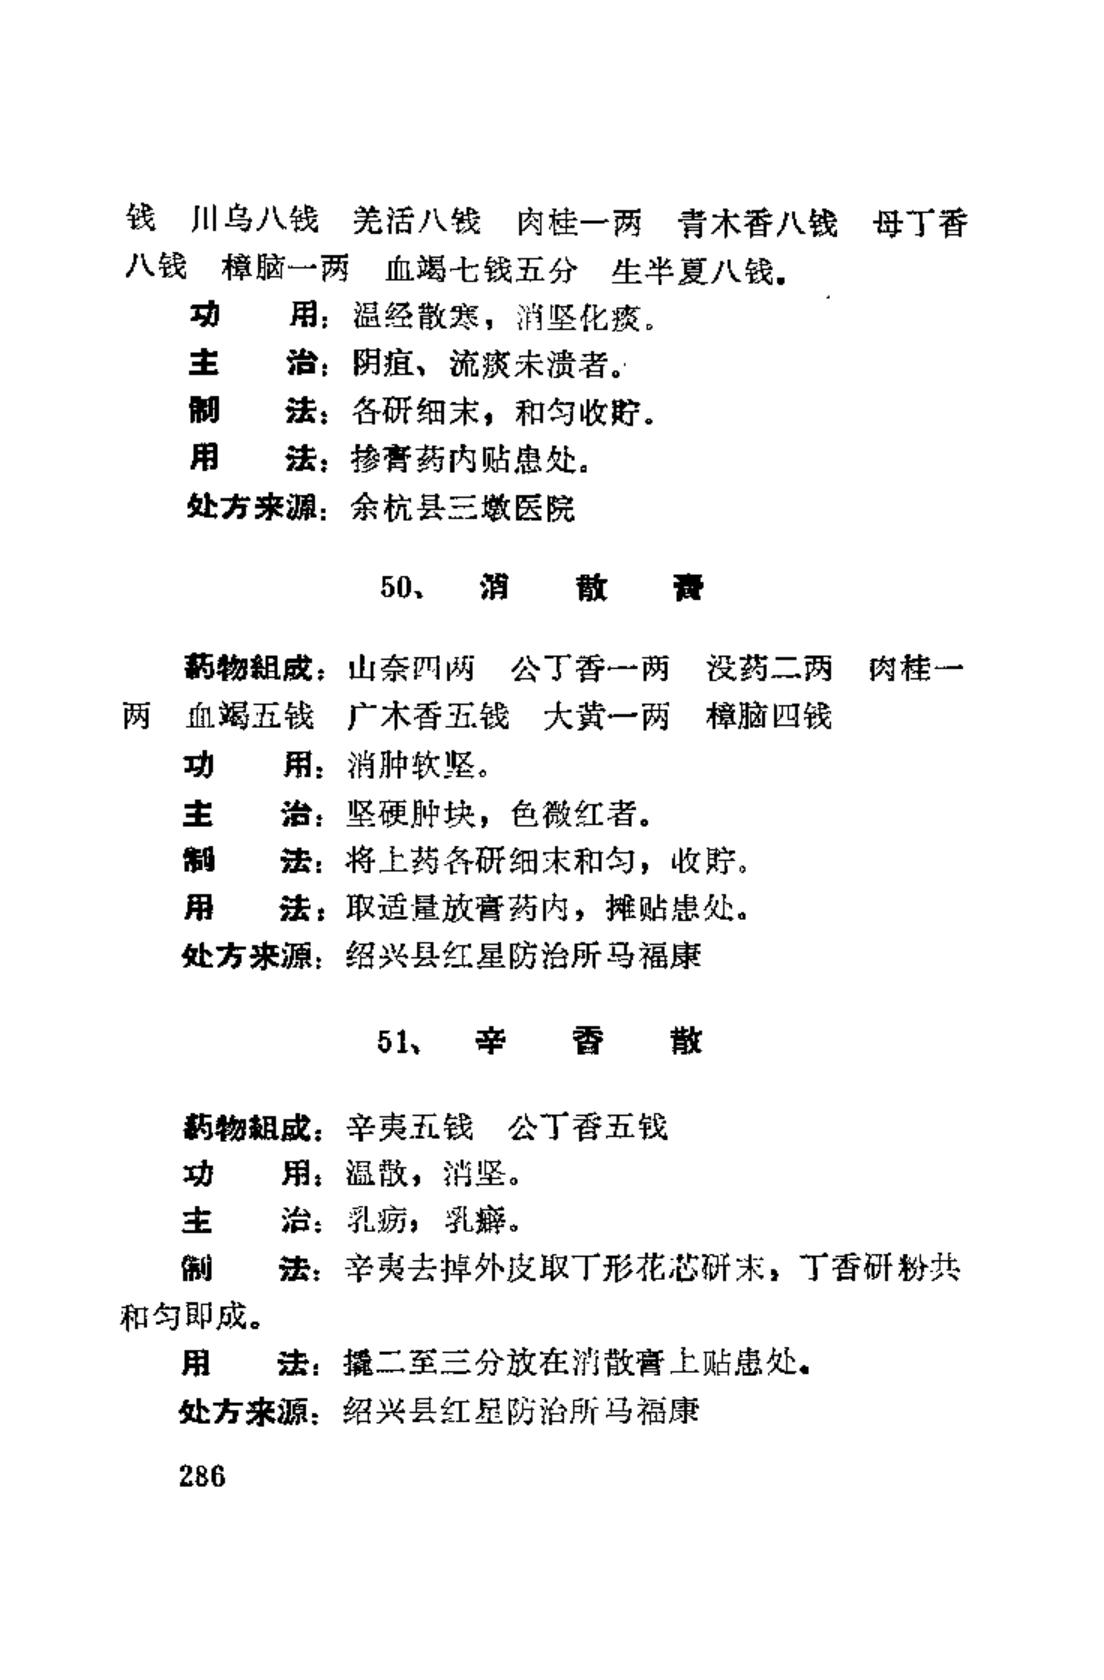 钱　川乌八钱　羌活八钱　肉桂一两　青木香八钱　母丁香
八钱　樟脑一两　血竭七钱五分　生半夏八钱。
功　　用：温经散寒，消坚化痰。
主　　治：阴疽、流痰未溃者。
制　　法：各研细末，和匀收贮。
用　　法：掺膏药内贴患处。
处方来源：余杭县三墩医院
50、　消　散　膏
药物組成：山奈四两　公丁香一两　没药二两　肉桂一
两　血竭五钱　广木香五钱　大黄一两　樟脑四钱
功　　用：消肿软坚。
主　　治：坚硬肿块，色微红者。
制　　法：将上药各研细末和匀，收贮。
用　　法：取适量放膏药内，摊贴患处。
处方来源：绍兴县红星防治所马福康
51、　辛　香　散
药物組成：辛夷五钱　公丁香五钱
功　　用：温散，消坚。
主　　治：乳疬，乳癖。
制　　法：辛夷去掉外皮取丁形花芯研末，丁香研粉共
和匀即成。
用　　法：撬二至三分放在消散膏上贴患处。
处方来源：绍兴县红星防治所马福康
286